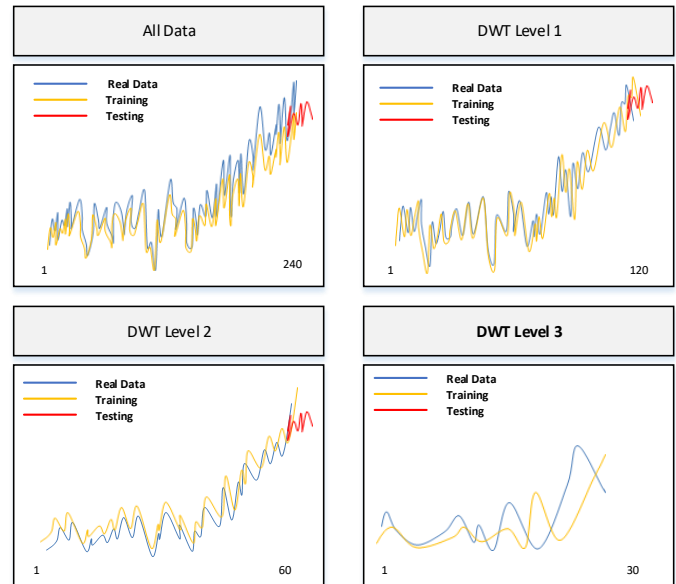 All Data
Real Data
Training
Testing
1
240
DWT Level 1
Real Data
Training
Testing
1
120
DWT Level 2
Real Data
Training
Testing
1
60
DWT Level 3
Real Data
Training
Testing
1
30